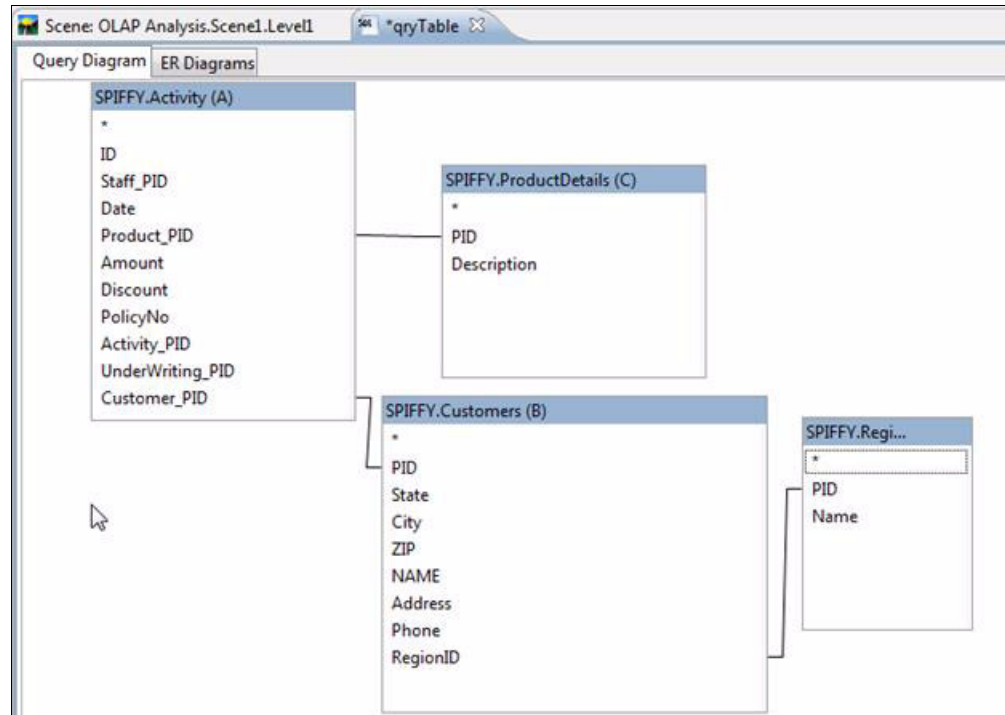 Scene: OLAP Analysis.Scene1.Level1
*qryTable
Query Diagram
ER Diagrams
SPIFFY.Activity (A)
*
ID
Staff_PID
Date
Product_PID
Amount
Discount
PolicyNo
Activity_PID
UnderWriting_PID
Customer_PID
SPIFFY.ProductDetails (C)
*
PID
Description
SPIFFY.Customers (B)
*
PID
State
City
ZIP
NAME
Address
Phone
RegionID
SPIFFY.Regi...
*
PID
Name